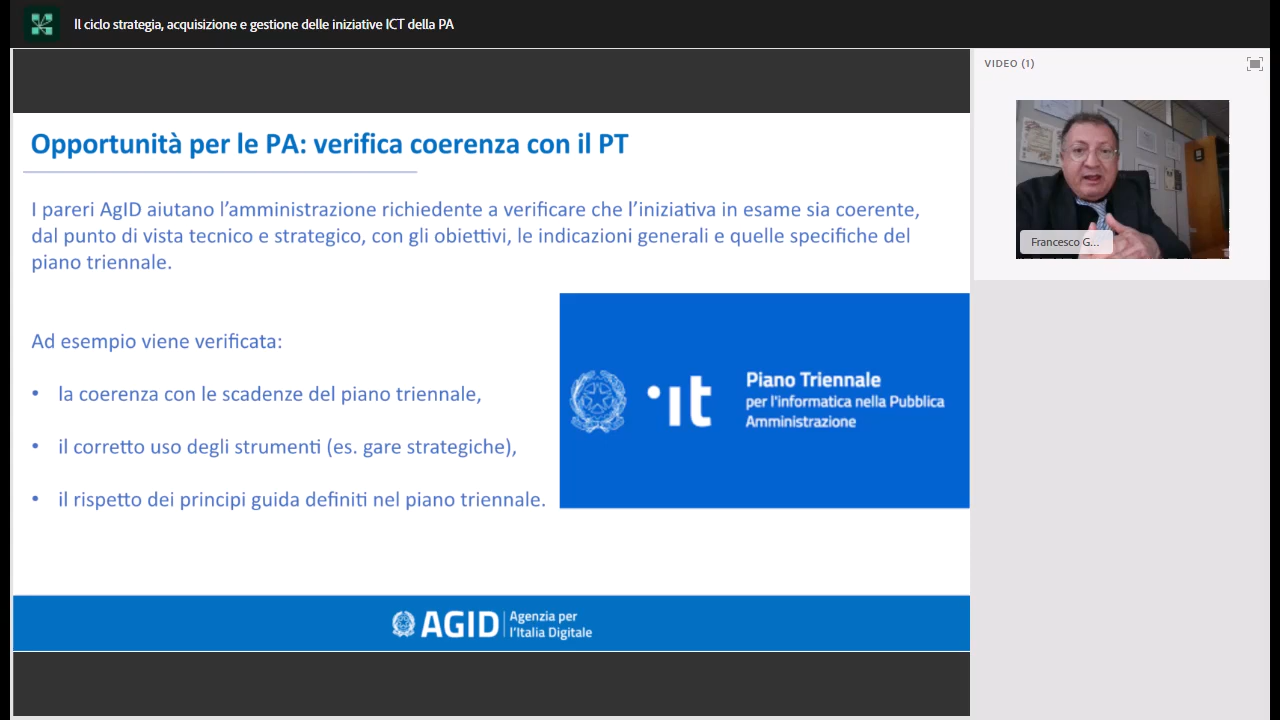 Il ciclo strategia, acquisizione e gestione delle iniziative ICT della PA
VIDEO (1)
Francesco G...
Opportunità per le PA: verifica coerenza con il PT
I pareri AgID aiutano l’amministrazione richiedente a verificare che l’iniziativa in esame sia coerente,
dal punto di vista tecnico e strategico, con gli obiettivi, le indicazioni generali e quelle specifiche del
piano triennale.
Ad esempio viene verificata:
• la coerenza con le scadenze del piano triennale,
• il corretto uso degli strumenti (es. gare strategiche),
• il rispetto dei principi guida definiti nel piano triennale.
it
Piano Triennale
per l'informatica nella Pubblica
Amministrazione
AGID
Agenzia per
l'Italia Digitale